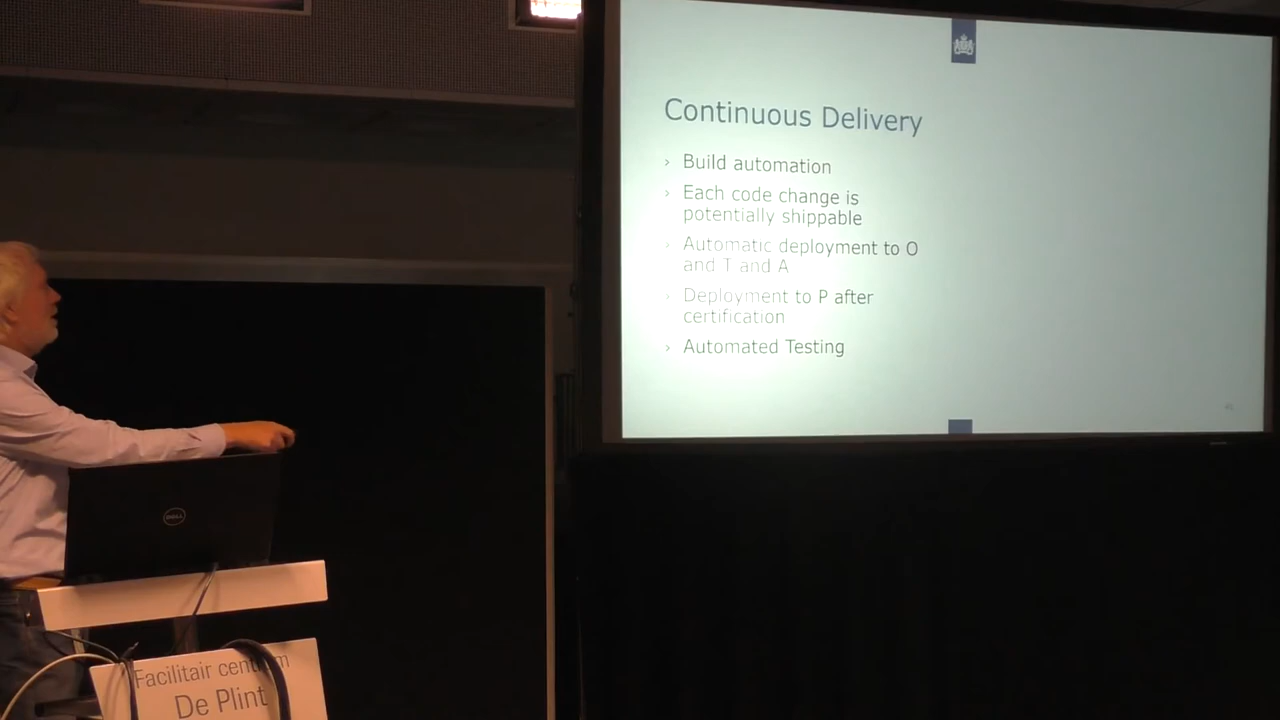 Continuous Delivery
› Build automation
› Each code change is
potentially shippable
› Automatic deployment to O
and T and A
› Deployment to P after
certification
› Automated Testing
DELL
Facilitair centrum
De Plint